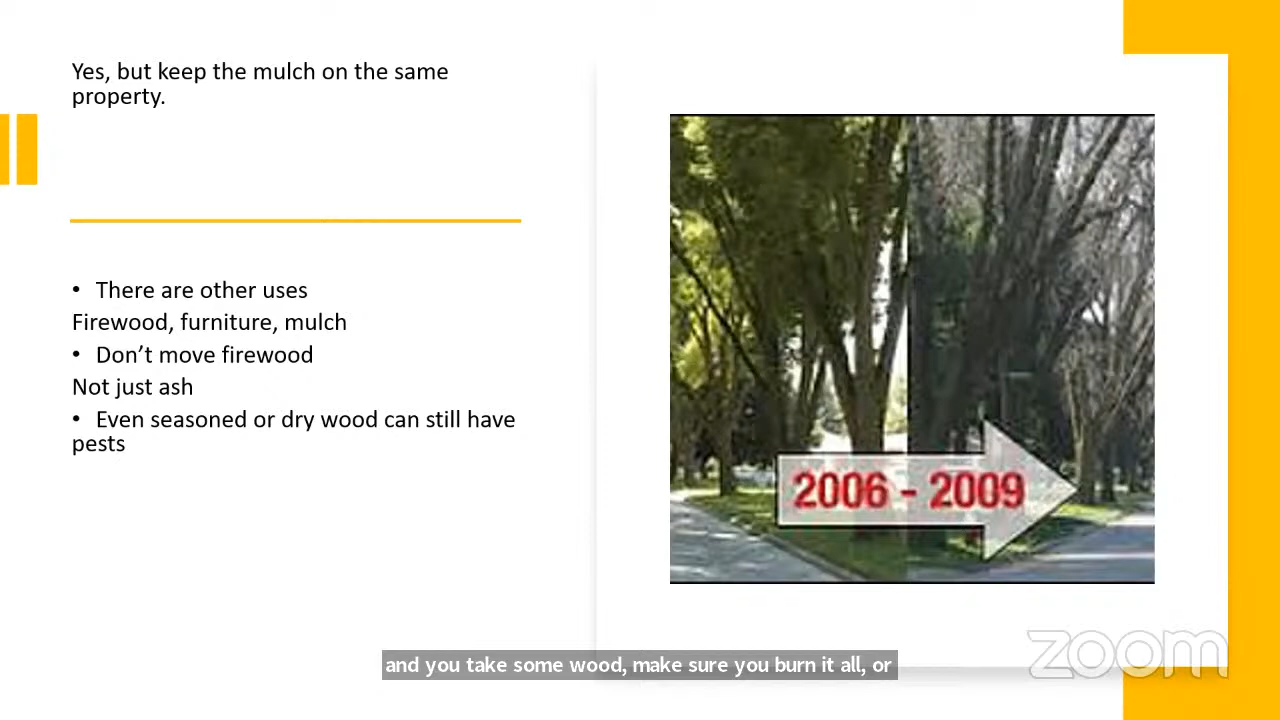 Yes, but keep the mulch on the same
property.
• There are other uses
Firewood, furniture, mulch
• Don’t move firewood
Not just ash
• Even seasoned or dry wood can still have
pests
2006 - 2009
and you take some wood, make sure you burn it all, or
zoom